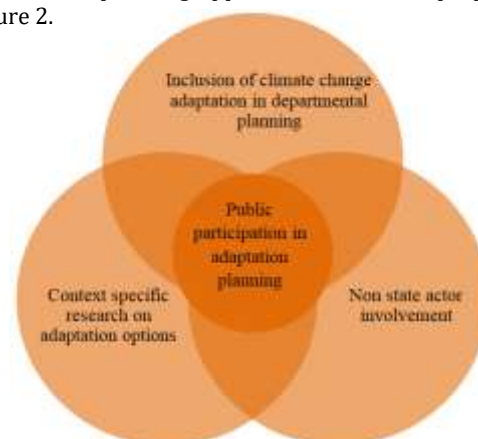 ure 2.
Inclusion of climate change
adaptation in departmental
planning
Public
participation in
adaptation
planning
Context specific
research on
adaptation options
Non state actor
involvement